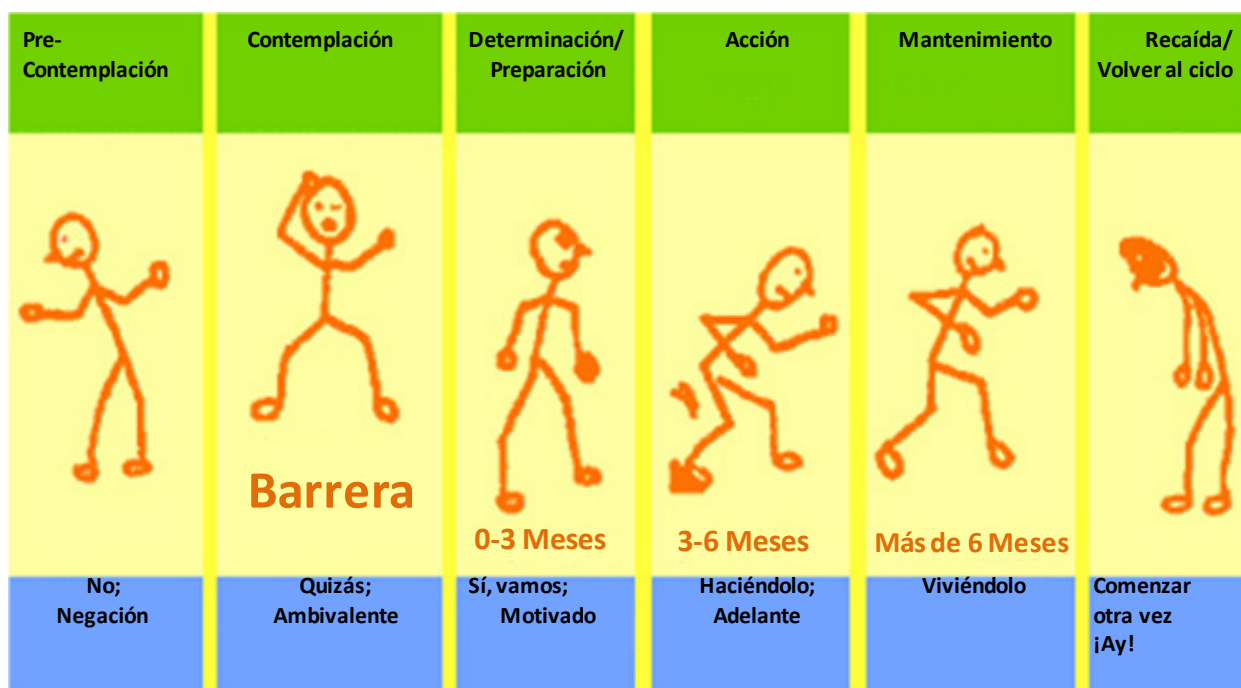 Pre-
Contemplación
Contemplación
Determinación/
Preparación
Acción
Mantenimiento
Recaída/
Volver al ciclo
Barrera
0-3 Meses
3-6 Meses
Más de 6 Meses
No;
Negación
Quizás;
Ambivalente
Sí, vamos;
Motivado
Haciéndolo;
Adelante
Viviéndolo
Comenzar
otra vez
¡Ay!